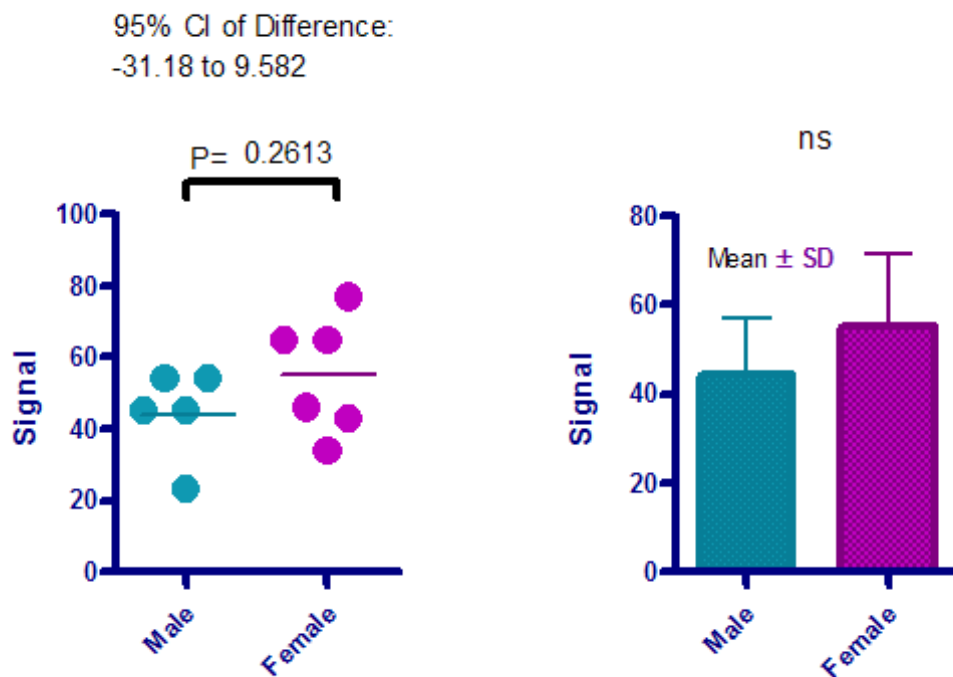 95% CI of Difference:
-31.18 to 9.582
P= 0.2613
100
80
60
40
20
0
Signal
Male
Female
ns
Mean ± SD
80
60
40
20
0
Signal
Male
Female